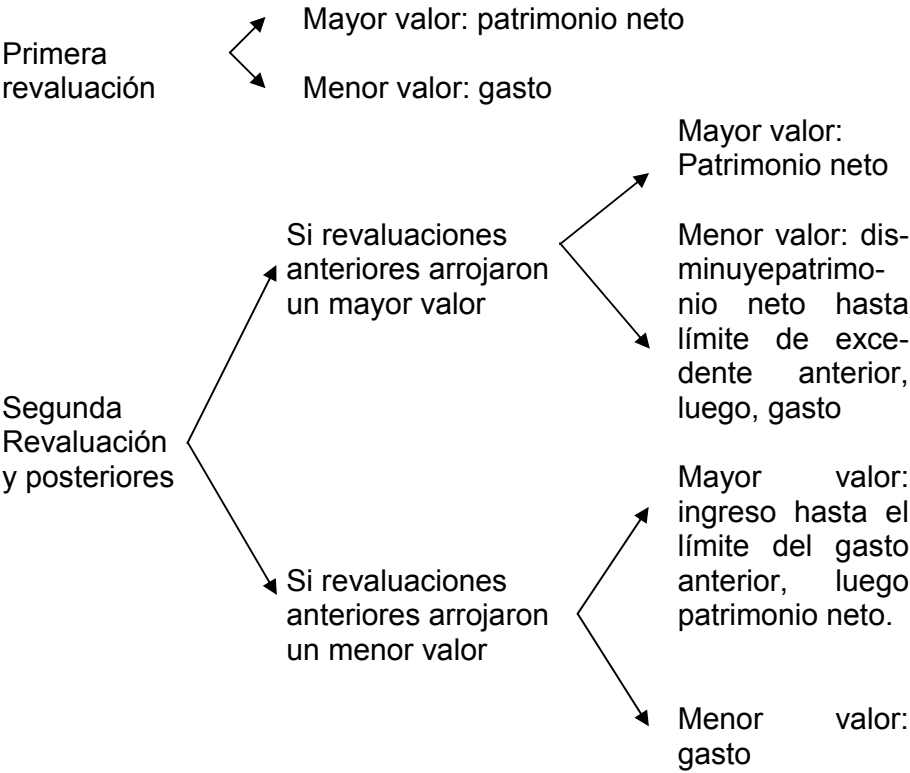 Primera
revaluación
Mayor valor: patrimonio neto
Menor valor: gasto
Segunda
Revaluación
y posteriores
Si revaluaciones
anteriores arrojaron
un mayor valor
Mayor valor:
Patrimonio neto
Menor valor: dis-
minuyepatrimo-
nio neto hasta
límite de exce-
dente anterior,
luego, gasto
Si revaluaciones
anteriores arrojaron
un menor valor
Mayor valor:
ingreso hasta el
límite del gasto
anterior, luego
patrimonio neto.
Menor valor:
gasto